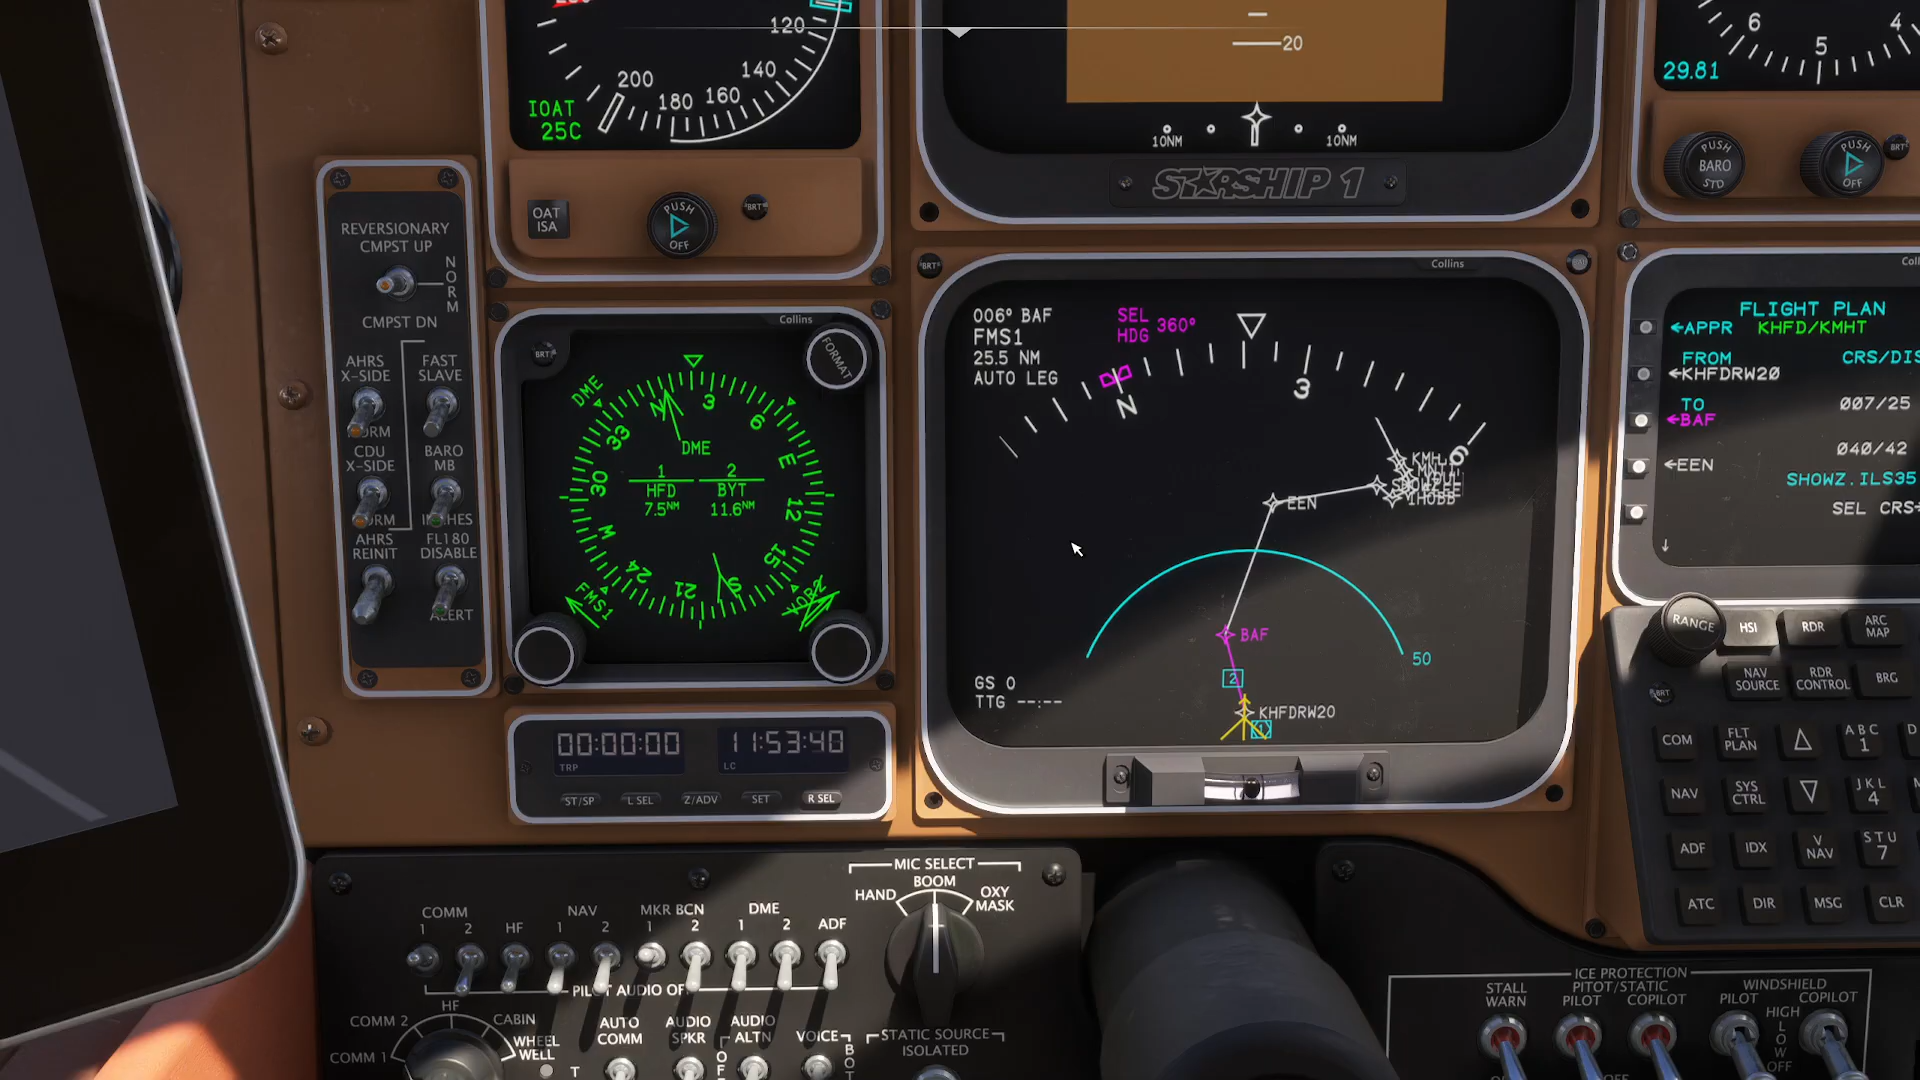 120
140
160
180
200
IOAT
25C
20
10NM
10NM
STARSHIP 1
29.81
6
5
4
OAT
ISA
PUSH
OFF
BRT
PUSH
BARO
STD
PUSH
OFF
BRT
REVERSIONARY
CMPST UP
NORM
CMPST DN
AHRS
X-SIDE
FAST
SLAVE
CDU
X-SIDE
BARO
MB
INCHES
AHRS
REINIT
FL180
DISABLE
Collins
BRT
FORMAT
DME
N
3
6
E
12
15
S
21
24
W
30
33
DME
1
HFD
7.5NM
2
BYT
11.6NM
FMS1
VOR2
00:00:00
TRP
11:53:40
LC
ST/SP
L SEL
Z/ADV
SET
R SEL
BRT
Collins
006° BAF
FMS1
25.5 NM
AUTO LEG
SEL
HDG 360°
N
3
6
EEN
BAF
2
KHFDRW20
50
GS 0
TTG --:--
FLIGHT PLAN
←APPR KHFD/KMHT
FROM
←KHFDRW20
TO
←BAF
007/25
040/42
←EEN
SHOWZ.ILS35
SEL CRS
↓
RANGE
HSI
RDR
ARC
MAP
BRT
NAV
SOURCE
RDR
CONTROL
BRG
COM
FLT
PLAN
ABC
1
NAV
SYS
CTRL
JKL
4
ADF
IDX
V
NAV
STU
7
ATC
DIR
MSG
CLR
MIC SELECT
HAND
BOOM
OXY
MASK
COMM
1
2
HF
NAV
1
2
MKR BCN
1
2
DME
1
2
ADF
COMM 2
COMM 1
HF
CABIN
WHEEL
WELL
AUTO
COMM
AUDIO
SPKR
AUDIO
ALTN
VOICE
STATIC SOURCE
ISOLATED
ICE PROTECTION
STALL
WARN
PITOT/STATIC
PILOT
COPILOT
WINDSHIELD
PILOT
COPILOT
HIGH
LOW
OFF